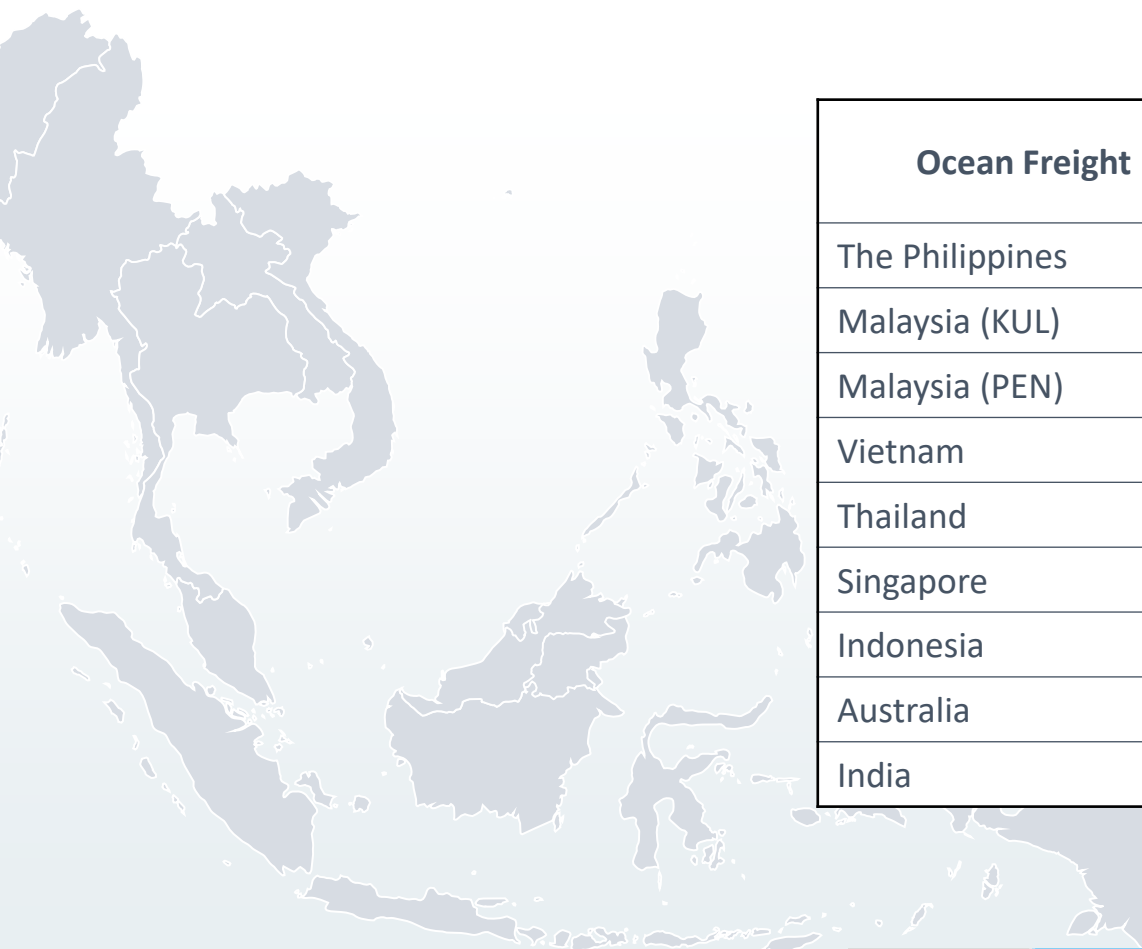 Ocean Freight
The Philippines
Malaysia (KUL)
Malaysia (PEN)
Vietnam
Thailand
Singapore
Indonesia
Australia
India